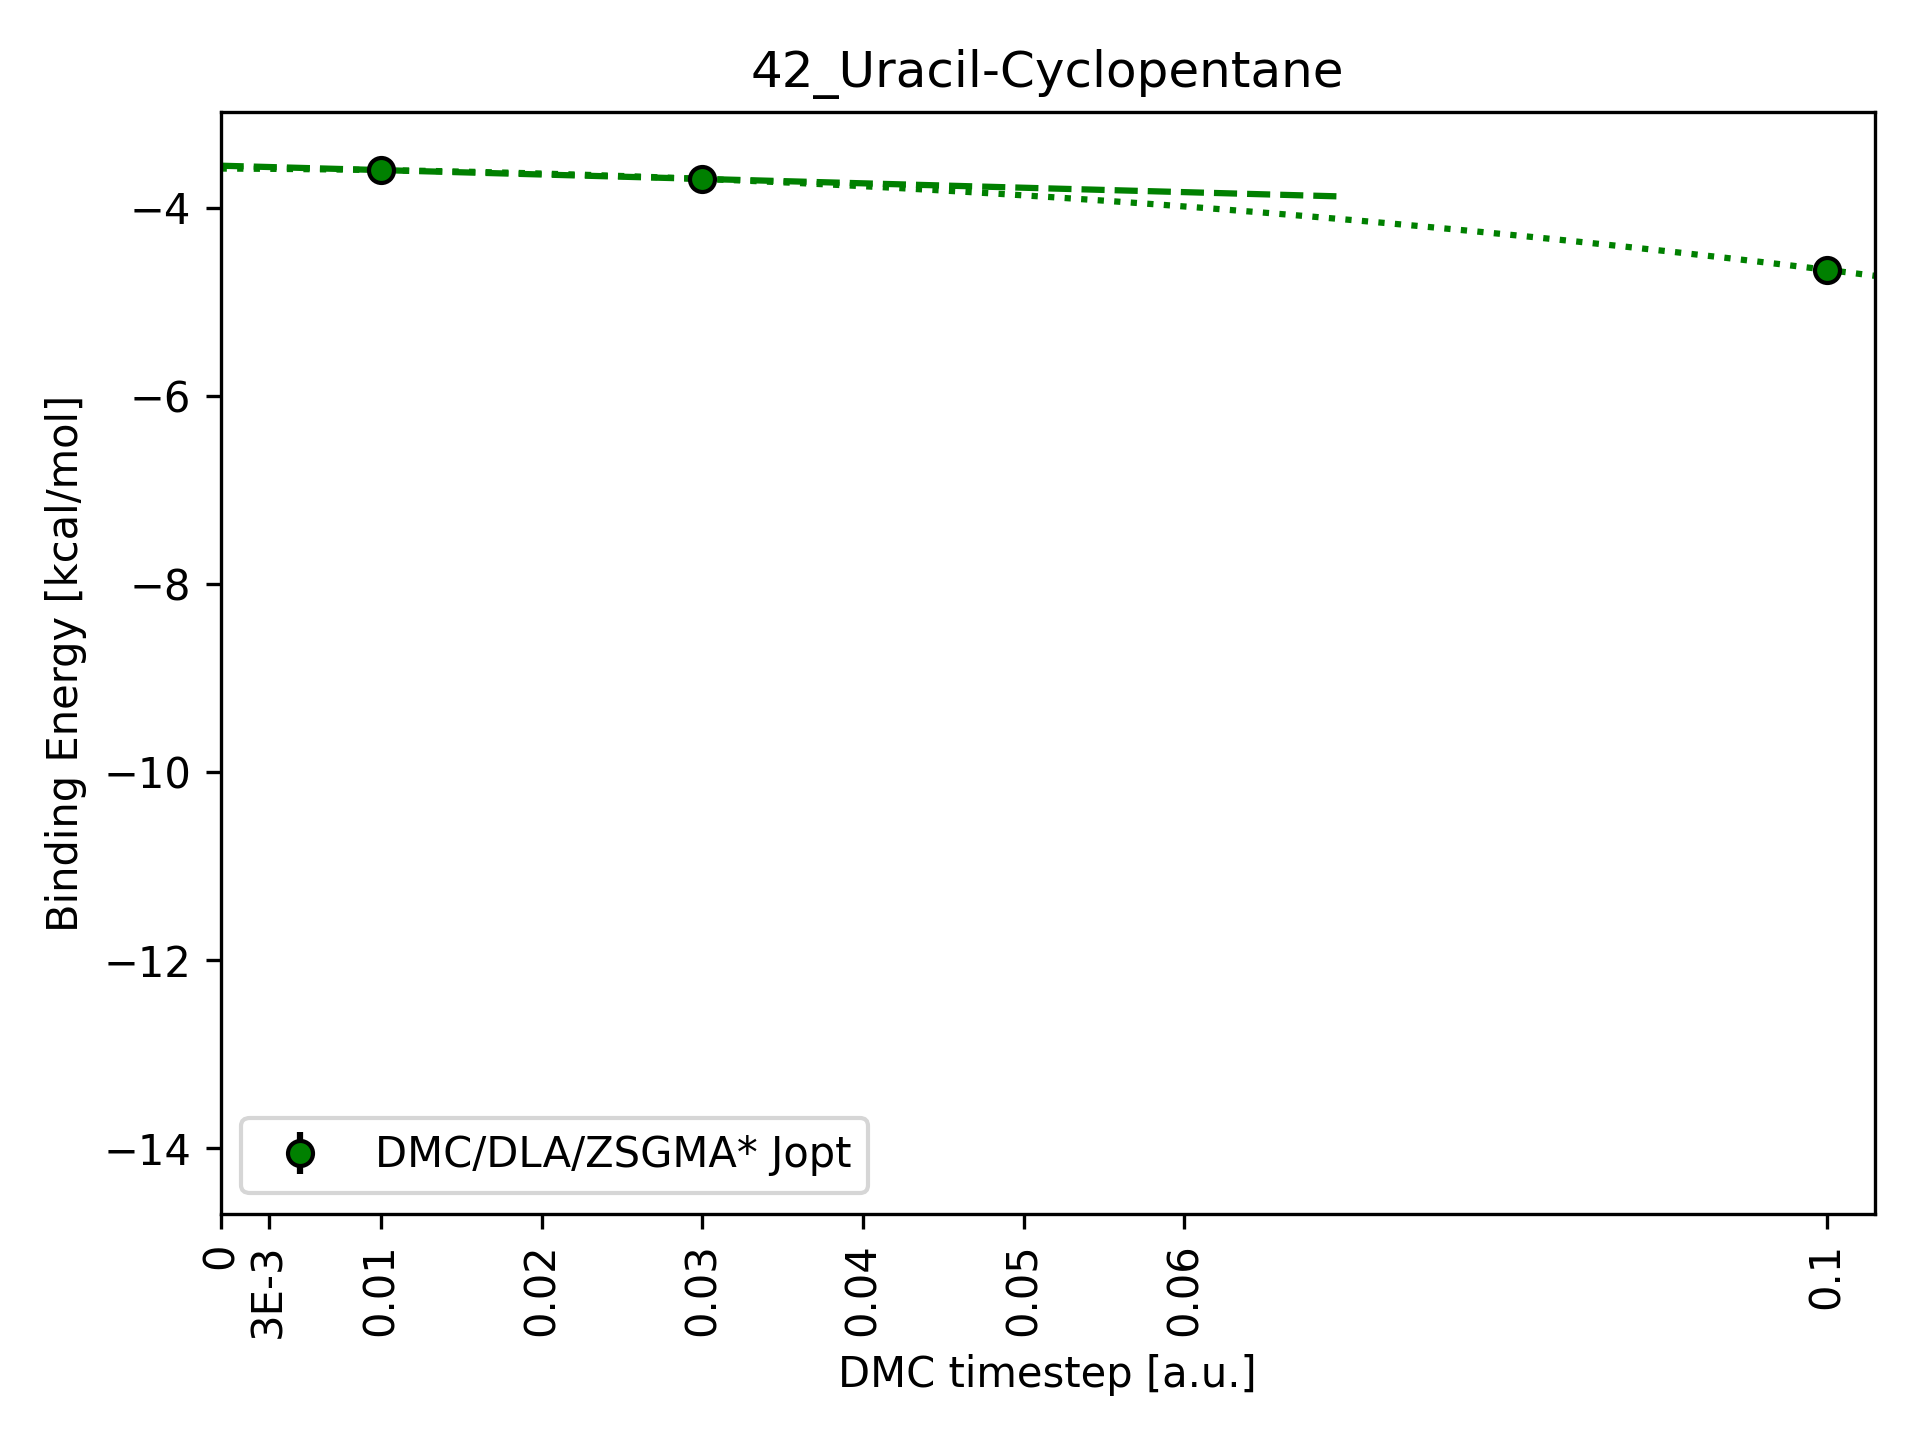 42_Uracil-Cyclopentane
Binding Energy [kcal/mol]
−4
−6
−8
−10
−12
−14
DMC/DLA/ZSGMA* Jopt
0
3E-3
0.01
0.02
0.03
0.04
0.05
0.06
0.1
DMC timestep [a.u.]